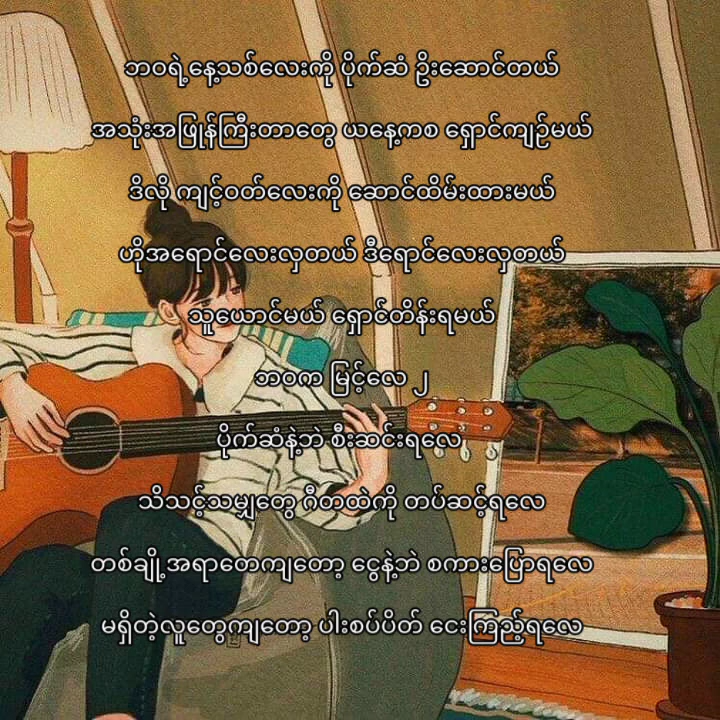 ဘဝရဲ့နေ့သစ်လေးကို ပိုက်ဆံ ဦးဆောင်တယ်
အသုံးအဖြုန်ကြီးတာတွေ ယနေ့ကစ ရှောင်ကျဉ်မယ်
ဒီလို ကျင့်ဝတ်လေးကို ဆောင်ထိမ်းထားမယ်
ဟိုအရောင်လေးလှတယ် ဒီရောင်လေးလှတယ်
သူယောင်မယ် ရှောင်တိန်းရမယ်
ဘဝက မြင့်လေ ၂
ပိုက်ဆံနဲ့ဘဲ စီးဆင်းရလေ
သိသင့်သမျှတွေ ဂီတထဲကို တပ်ဆင့်ရလေ
တစ်ချို့အရာတေကျတော့ ငွေနဲ့ဘဲ စကားပြောရလေ
မရှိတဲ့လူတွေကျတော့ ပါးစပ်ပိတ် ငေးကြည့်ရလေ